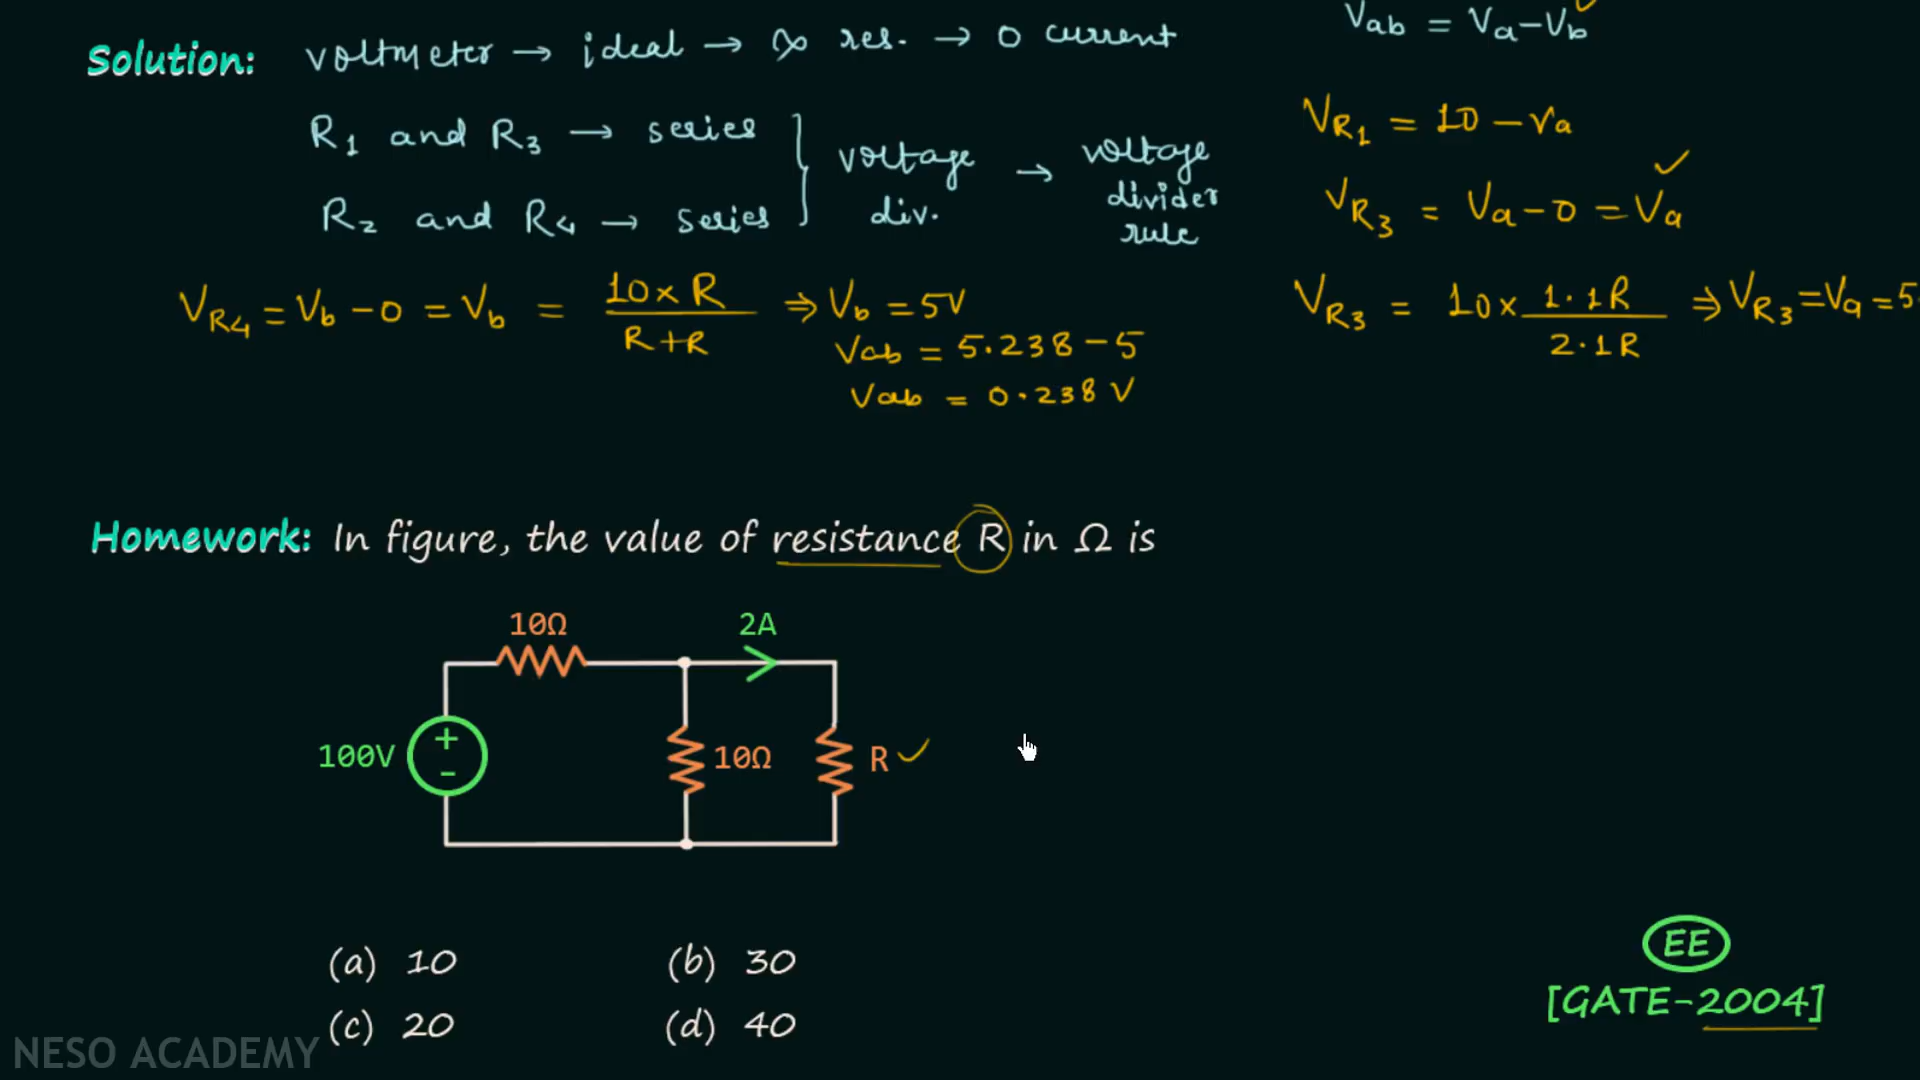 Solution: voltmeter → ideal → ∞ res. → 0 current
Vab = Va-Vb
R1 and R3 → series
R2 and R4 → series
voltage div. → voltage divider rule
VR1 = 10 - Va
VR3 = Va - 0 = Va
VR4 = Vb - 0 = Vb = 10 x R / R+R ⇒ Vb = 5V
VR3 = 10 x 1.1R / 2.1R ⇒ VR3 = Va = 5.
Vab = 5.238 - 5
Vab = 0.238 V
Homework: In figure, the value of resistance R in Ω is
10Ω 2A
100V + - 10Ω R
(a) 10 (b) 30
(c) 20 (d) 40
EE
[GATE-2004]
NESO ACADEMY